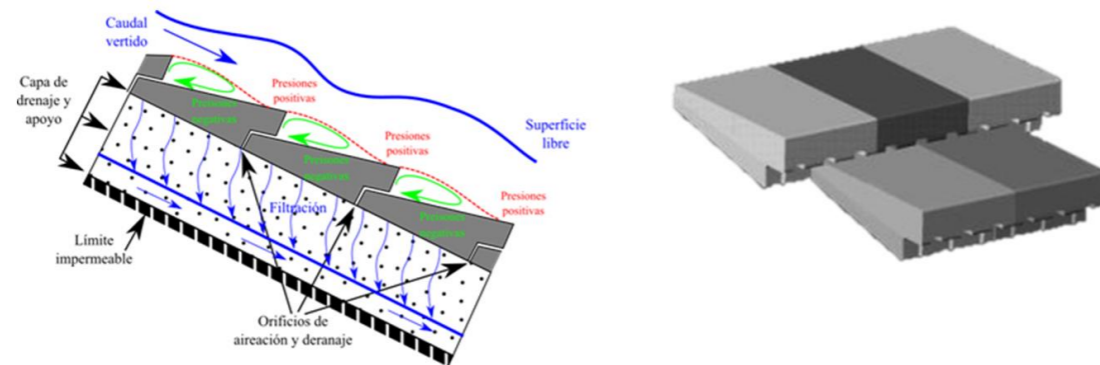 Caudal
vertido
Capa de
drenaje y
apoyo
Presiones
positivas
Presiones
negativas
Presiones
positivas
Superficie
libre
Presiones
negativas
Presiones
positivas
Filtración
Presiones
negativas
Límite
impermeable
Orificios de
aireación y deranaje